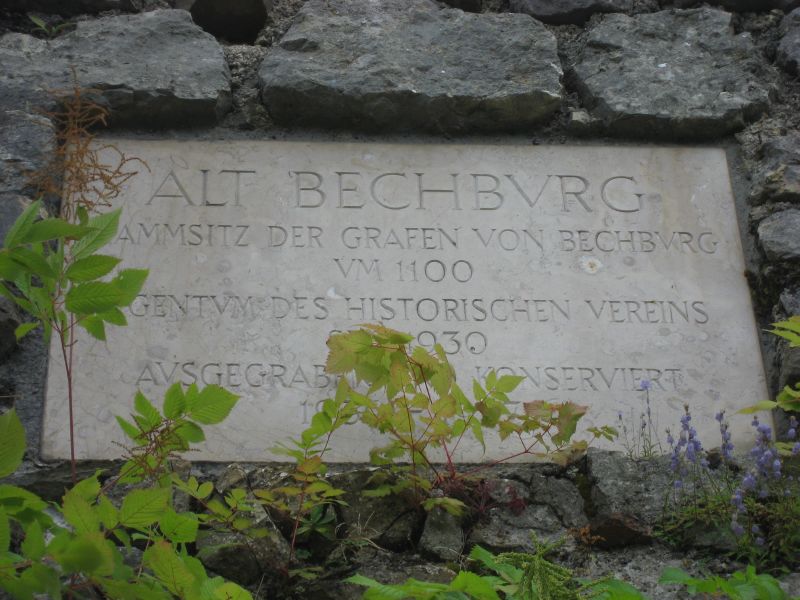 ALT BECHBVRG
AMMSITZ DER GRAFEN VON BECHBVRG
VM 1100
GENTVM DES HISTORISCHEN VEREINS
1930
AVSGEGRABEN KONSERVIERT